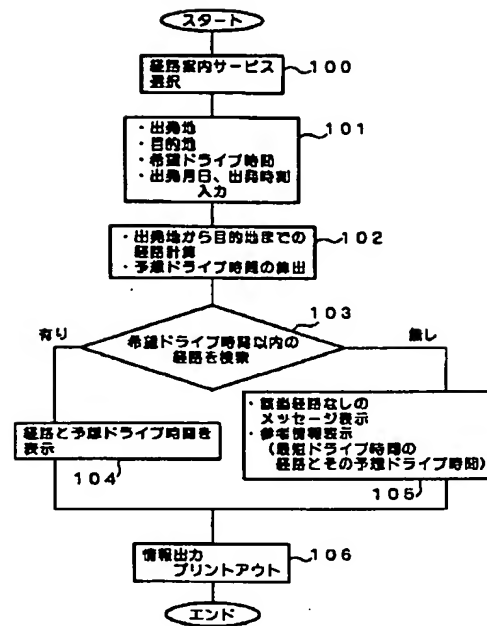 スタート
経路案内サービス
選択
100
・出発地
・目的地
・希望ドライブ時間
・出発月日、出発時刻
入力
101
・出発地から目的地までの
経路計算
・予想ドライブ時間の算出
102
103
希望ドライブ時間以内の
経路を検索
有り
無し
経路と予想ドライブ時間を
表示
104
・該当経路なしの
メッセージ表示
・参考情報表示
(最短ドライブ時間の
経路とその予想ドライブ時間)
105
情報出力
プリントアウト
106
エンド